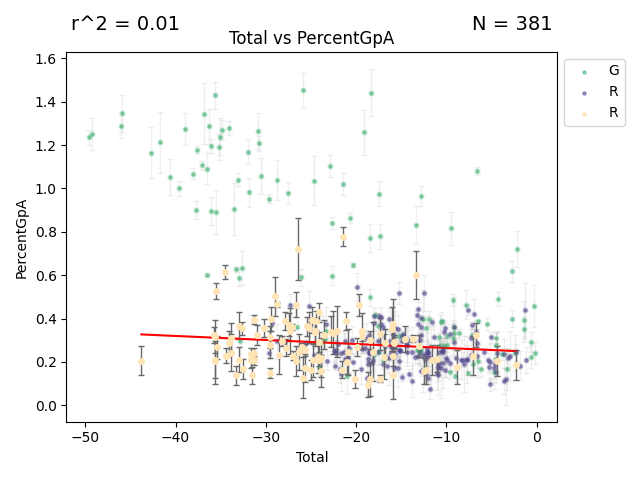 r^2 = 0.01
N = 381
Total vs PercentGpA
G
R
R
PercentGpA
1.6
1.4
1.2
1.0
0.8
0.6
0.4
0.2
0.0
−50
−40
−30
−20
−10
0
Total